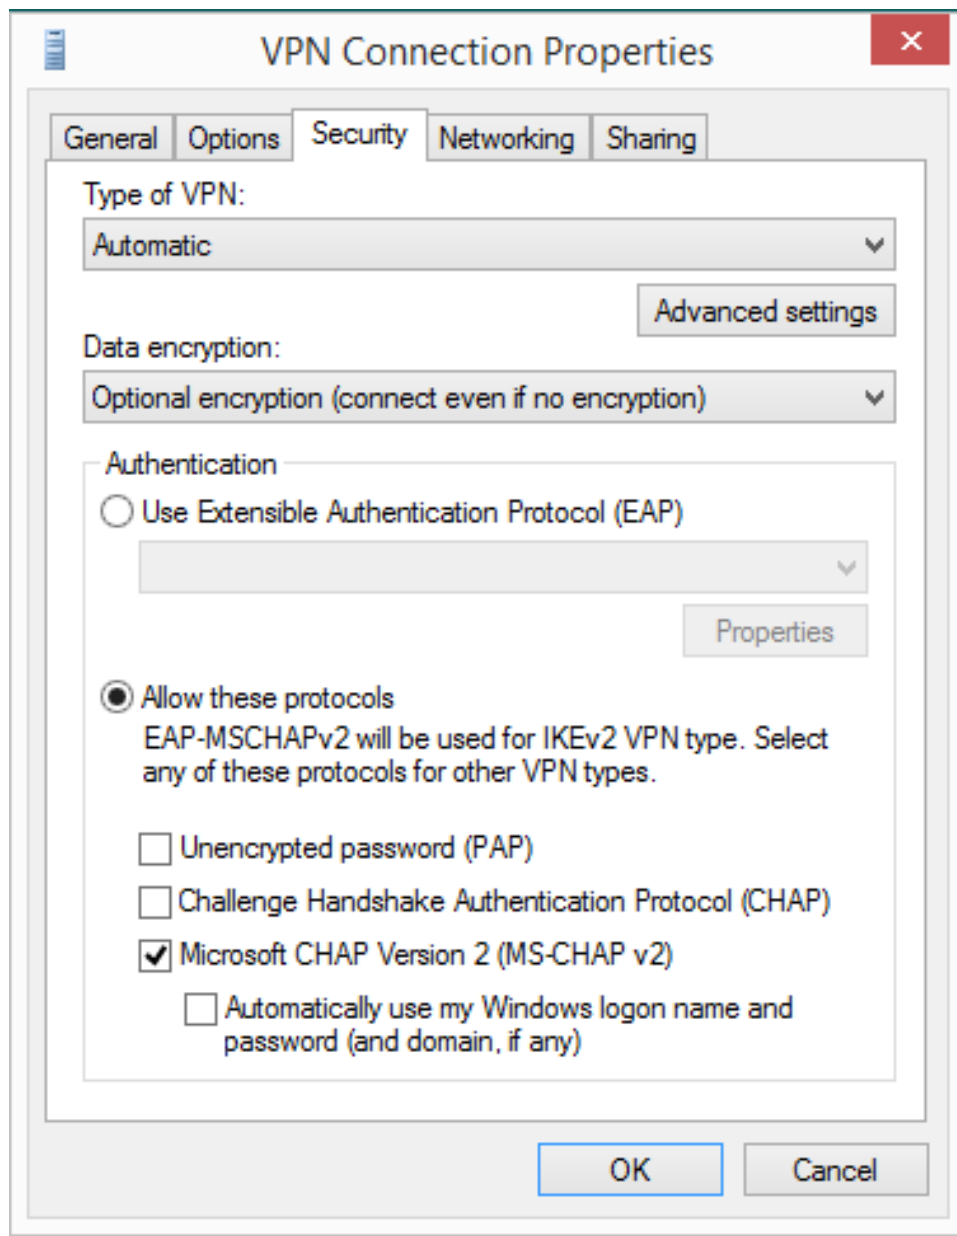 VPN Connection Properties
General Options Security Networking Sharing
Type of VPN:
Automatic
Advanced settings
Data encryption:
Optional encryption (connect even if no encryption)
Authentication
Use Extensible Authentication Protocol (EAP)
Properties
Allow these protocols
EAP-MSCHAPv2 will be used for IKEv2 VPN type. Select
any of these protocols for other VPN types.
Unencrypted password (PAP)
Challenge Handshake Authentication Protocol (CHAP)
Microsoft CHAP Version 2 (MS-CHAP v2)
Automatically use my Windows logon name and
password (and domain, if any)
OK Cancel